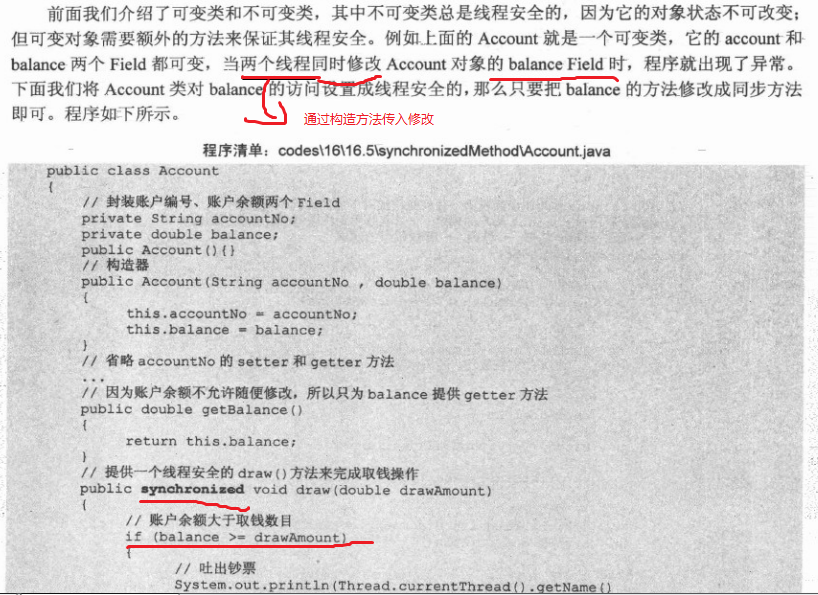 前面我们介绍了可变类和不可变类，其中不可变类总是线程安全的，因为它的对象状态不可改变；
但可变对象需要额外的方法来保证其线程安全。例如上面的 Account 就是一个可变类，它的 account 和
balance 两个 Field 都可变，当两个线程同时修改 Account 对象的 balance Field 时，程序就出现了异常。
下面我们将 Account 类对 balance 的访问设置成线程安全的，那么只要把 balance 的方法修改成同步方法
即可。程序如下所示。
通过构造方法传入修改
程序清单：codes\16\16.5\synchronizedMethod\Account.java
public class Account
{
// 封装账户编号、账户余额两个 Field
private String accountNo;
private double balance;
public Account(){}
// 构造器
public Account(String accountNo , double balance)
{
this.accountNo = accountNo;
this.balance = balance;
}
// 省略 accountNo 的 setter 和 getter 方法
...
// 因为账户余额不允许随便修改，所以只为 balance 提供 getter 方法
public double getBalance()
{
return this.balance;
}
// 提供一个线程安全的 draw()方法来完成取钱操作
public synchronized void draw(double drawAmount)
{
// 账户余额大于取钱数目
if (balance >= drawAmount)
{
// 吐出钞票
System.out.println(Thread.currentThread().getName()